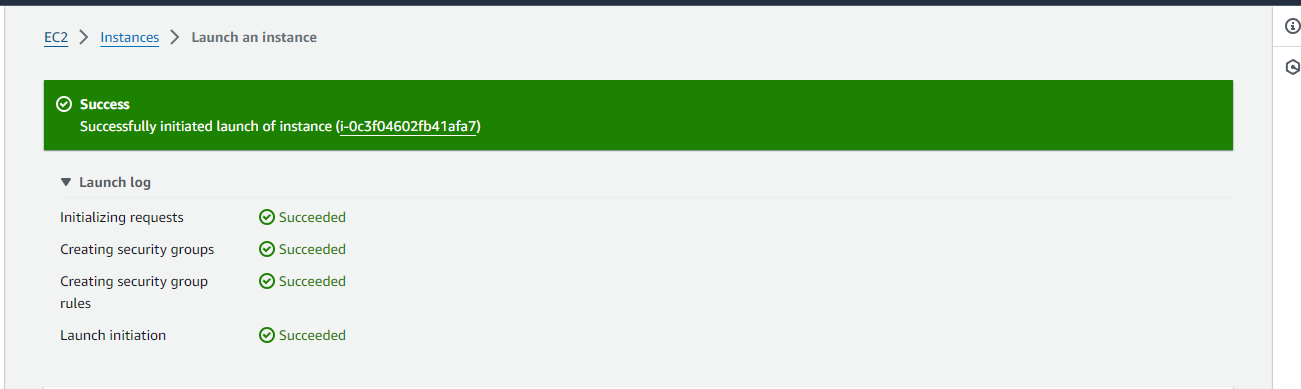 EC2 > Instances > Launch an instance
Success
Successfully initiated launch of instance (i-0c3f04602fb41afa7)
Launch log
Initializing requests Succeeded
Creating security groups Succeeded
Creating security group rules Succeeded
Launch initiation Succeeded